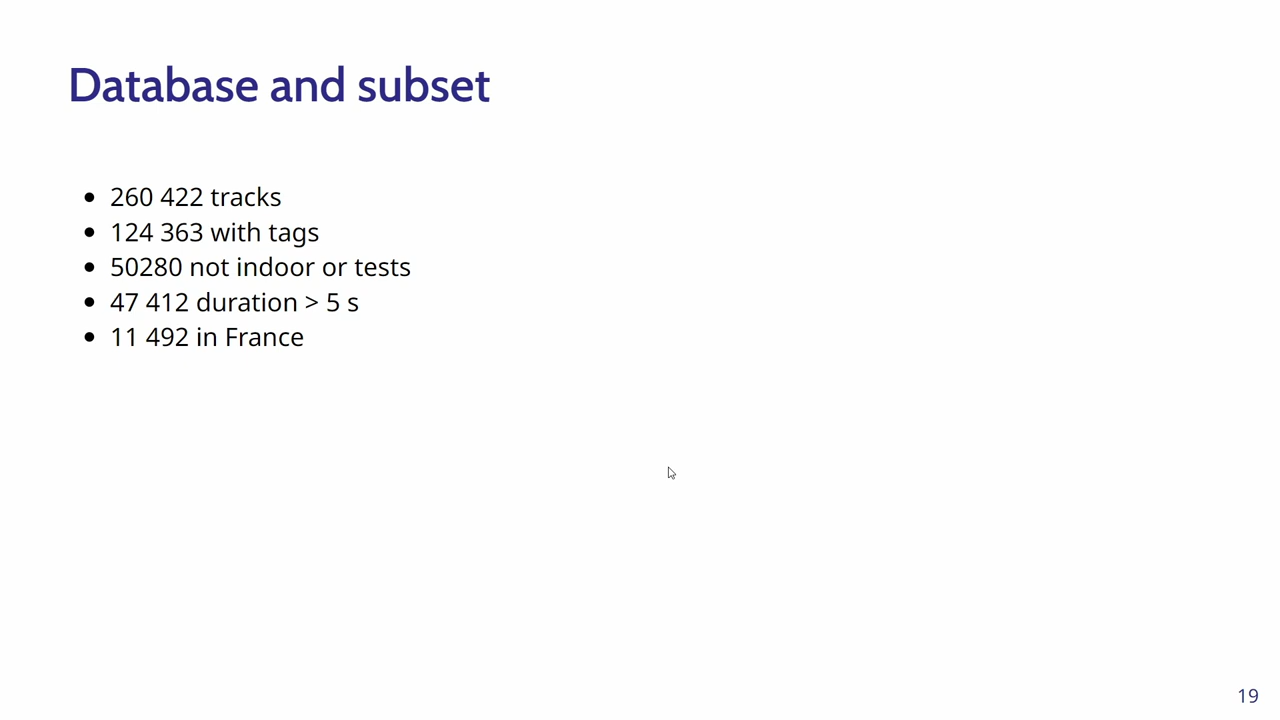 Database and subset
• 260 422 tracks
• 124 363 with tags
• 50280 not indoor or tests
• 47 412 duration > 5 s
• 11 492 in France
19